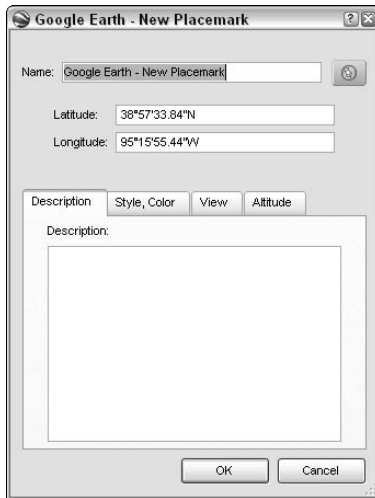 Google Earth - New Placemark
Name: Google Earth - New Placemark
Latitude: 38°57'33.84"N
Longitude: 95°15'55.44"W
Description Style, Color View Altitude
Description:
OK Cancel